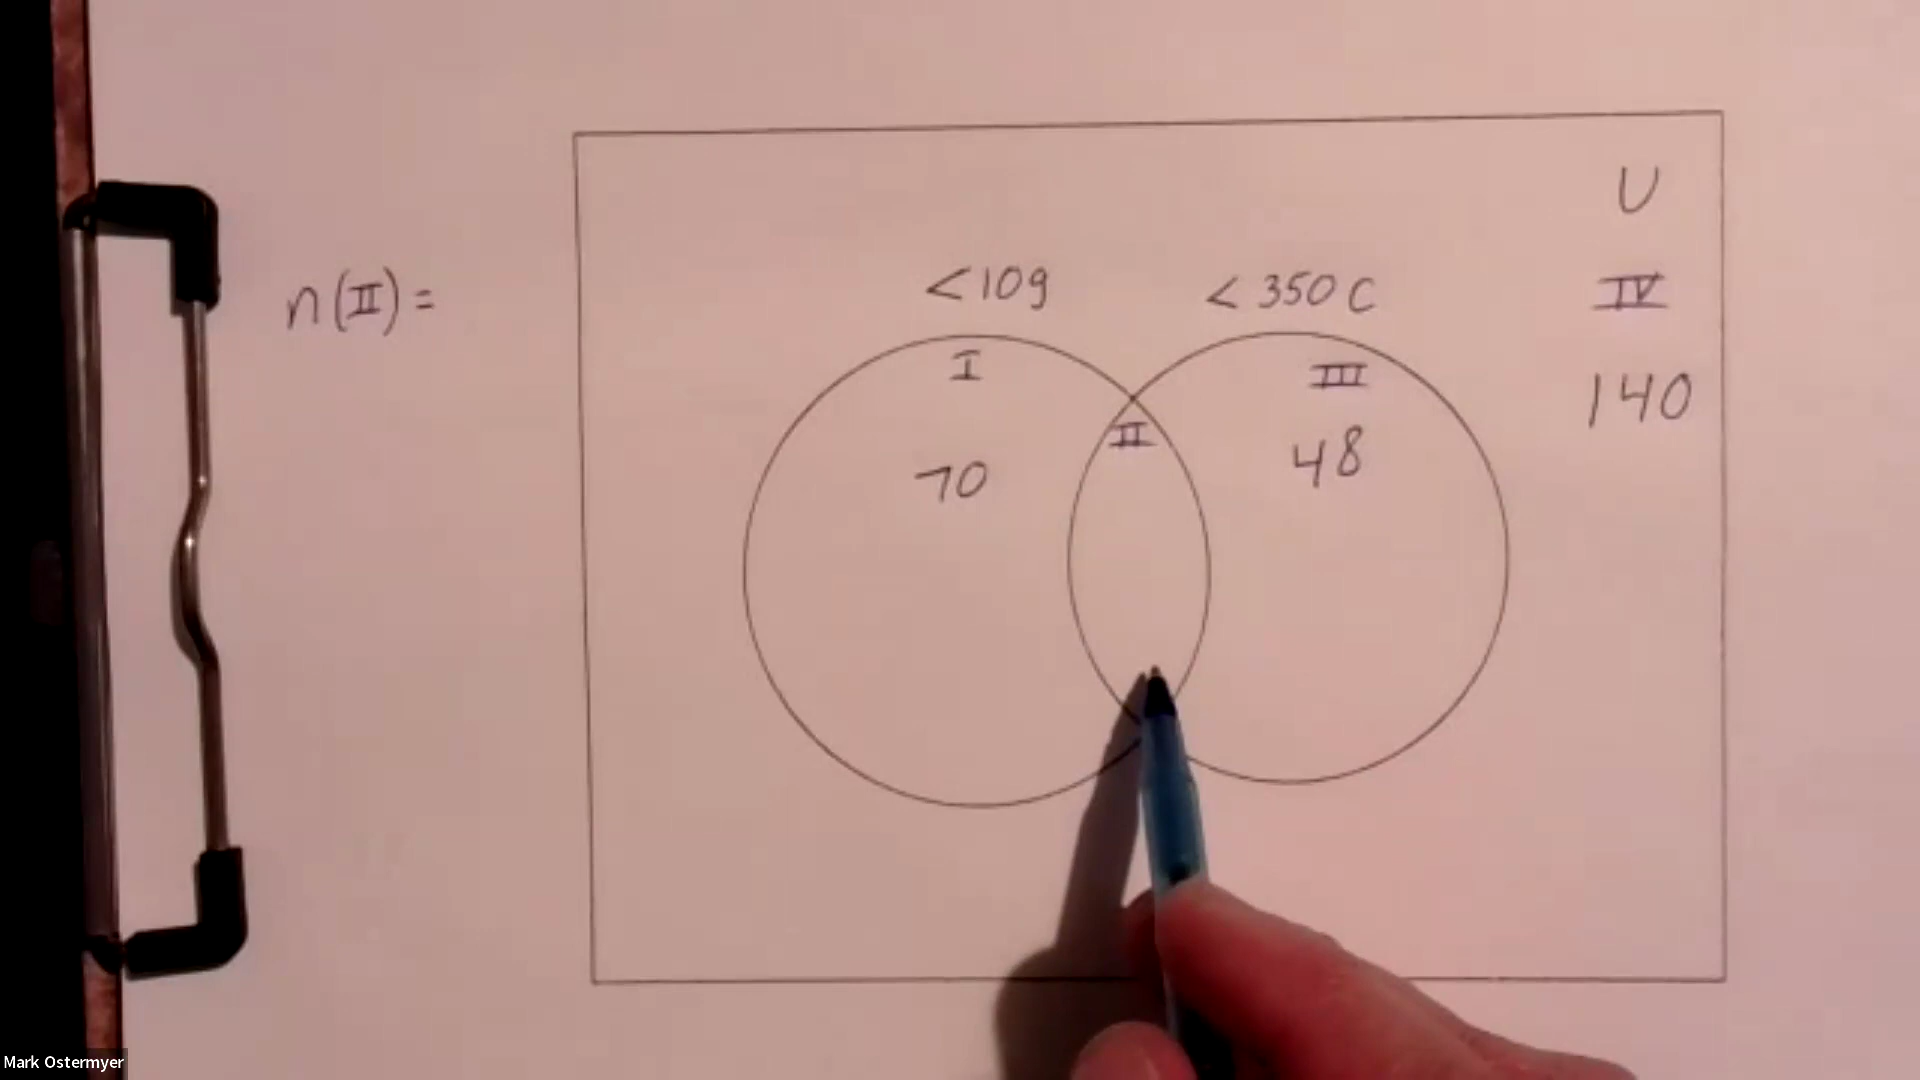 U
n(II) =
<10g
<350 C
IV
I
III
140
II
70
48
Mark Ostermyer